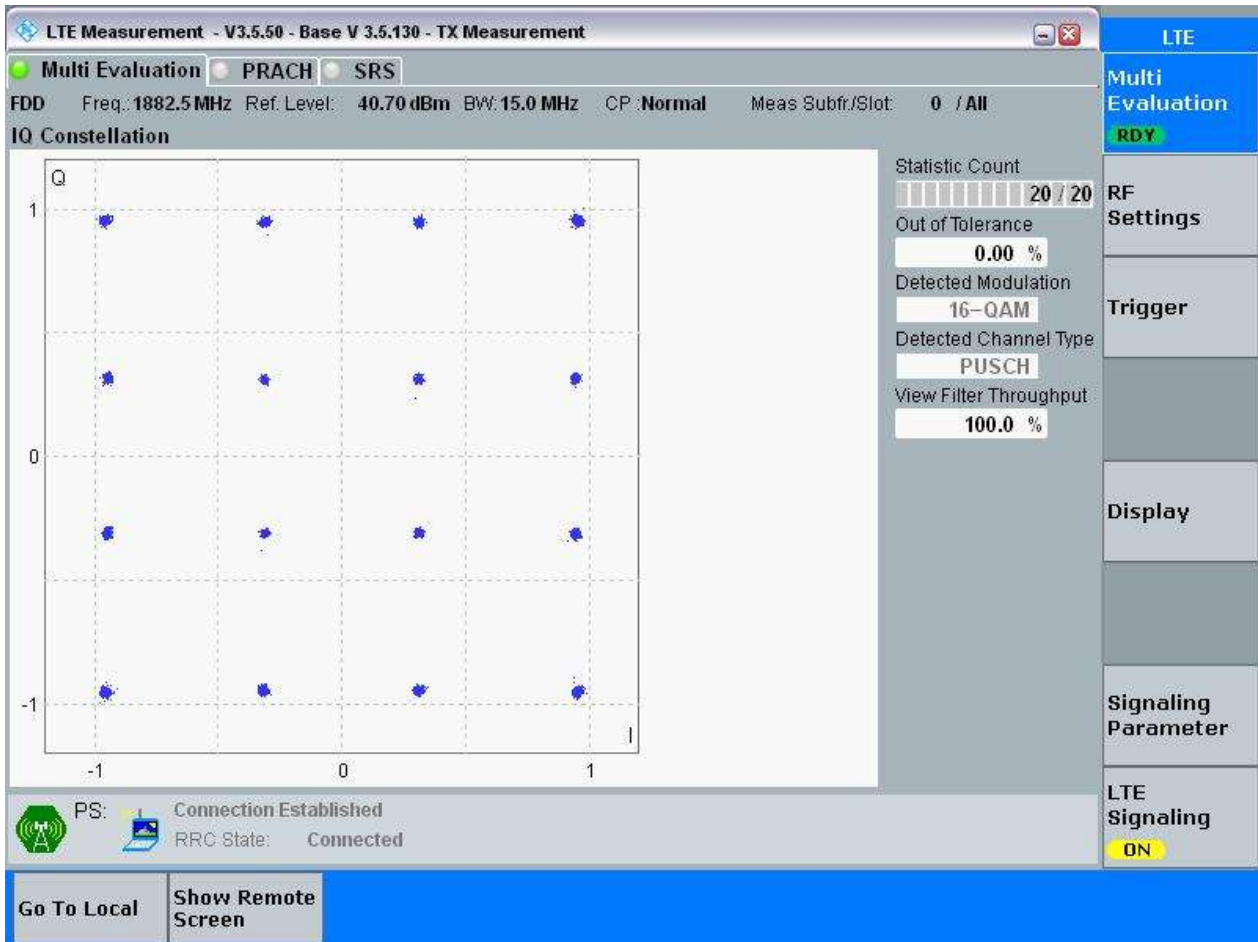 LTE Measurement - V3.5.50 - Base V 3.5.130 - TX Measurement
LTE
Multi Evaluation PRACH SRS
Multi
Evaluation
RDY
FDD Freq.: 1882.5 MHz Ref. Level: 40.70 dBm BW: 15.0 MHz CP :Normal Meas Subfr./Slot: 0 / All
IQ Constellation
Q
1
0
-1
I
-1 0 1
Statistic Count
20 / 20
Out of Tolerance
0.00 %
Detected Modulation
16-QAM
Detected Channel Type
PUSCH
View Filter Throughput
100.0 %
RF
Settings
Trigger
Display
Signaling
Parameter
LTE
Signaling
ON
PS: Connection Established
RRC State: Connected
Go To Local
Show Remote
Screen